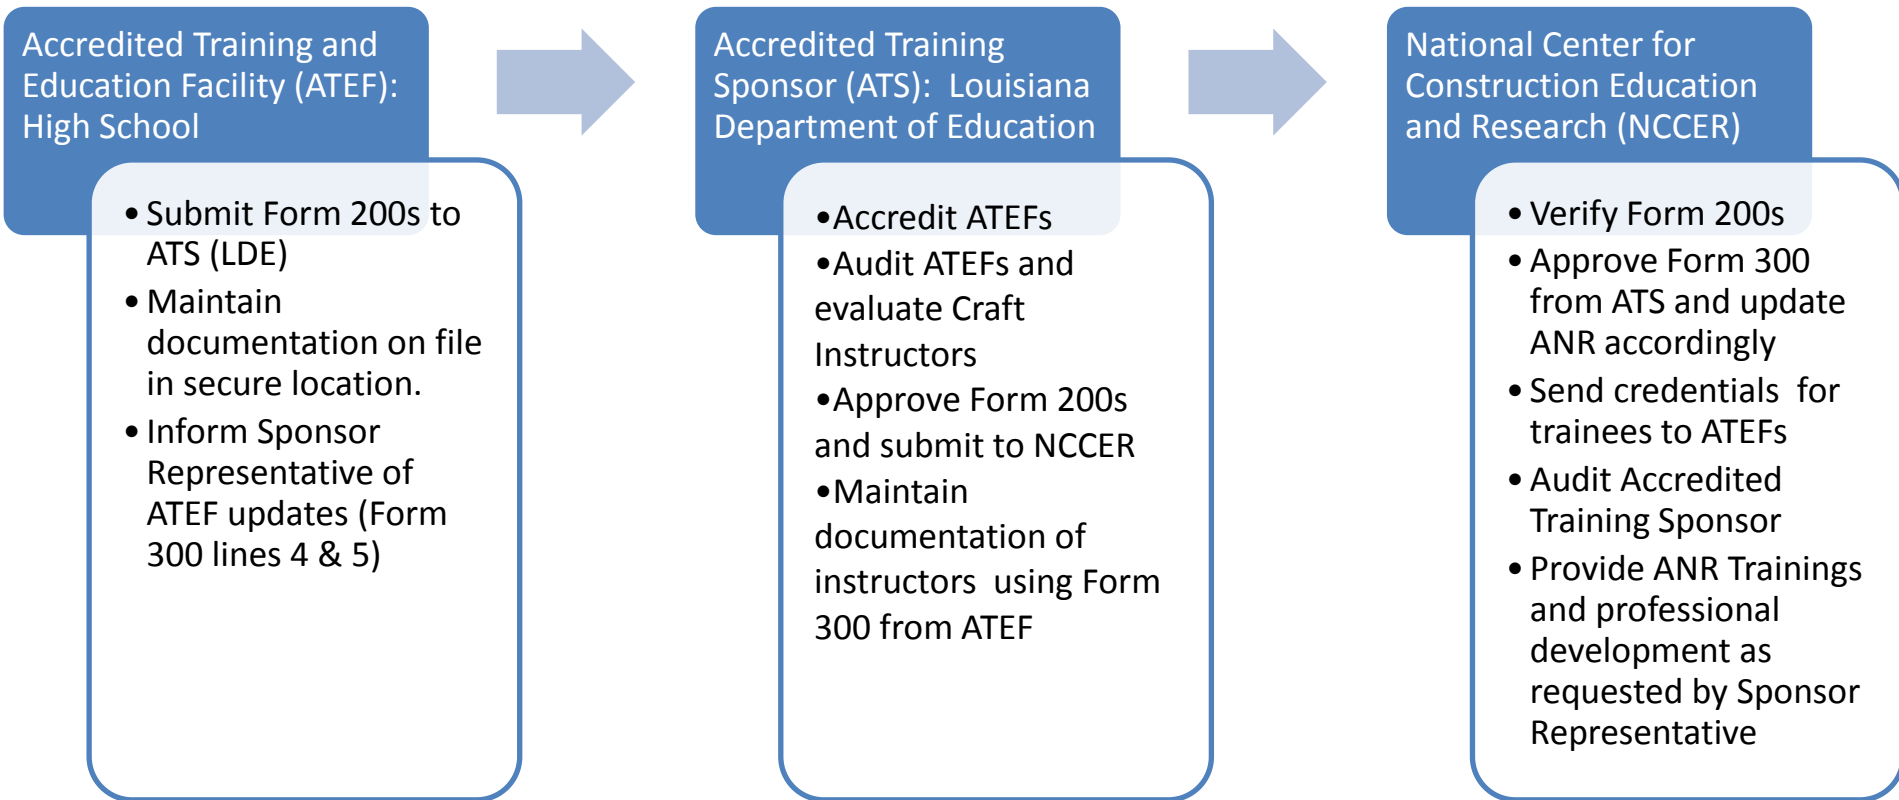 Accredited Training and
Education Facility (ATEF):
High School
• Submit Form 200s to
ATS (LDE)
• Maintain
documentation on file
in secure location.
• Inform Sponsor
Representative of
ATEF updates (Form
300 lines 4 & 5)
Accredited Training
Sponsor (ATS):  Louisiana
Department of Education
•Accredit ATEFs
•Audit ATEFs and
evaluate Craft
Instructors
•Approve Form 200s
and submit to NCCER
•Maintain
documentation of
instructors  using Form
300 from ATEF
National Center for
Construction Education
and Research (NCCER)
• Verify Form 200s
• Approve Form 300
from ATS and update
ANR accordingly
• Send credentials  for
trainees to ATEFs
• Audit Accredited
Training Sponsor
• Provide ANR Trainings
and professional
development as
requested by Sponsor
Representative